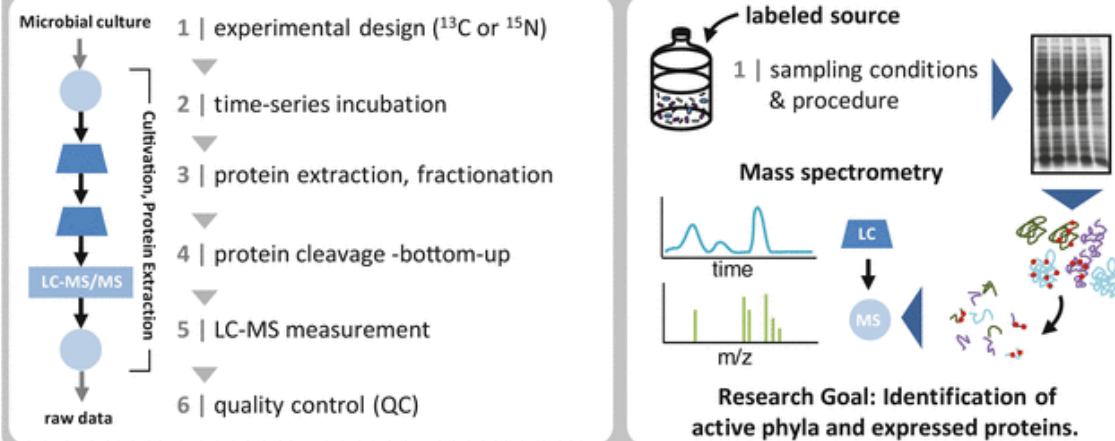 Microbial culture
1 | experimental design (¹³C or ¹⁵N)
2 | time-series incubation
3 | protein extraction, fractionation
4 | protein cleavage -bottom-up
5 | LC-MS measurement
6 | quality control (QC)
Cultivation, Protein Extraction
LC-MS/MS
raw data
labeled source
1 | sampling conditions
& procedure
Mass spectrometry
time
LC
MS
m/z
Research Goal: Identification of
active phyla and expressed proteins.